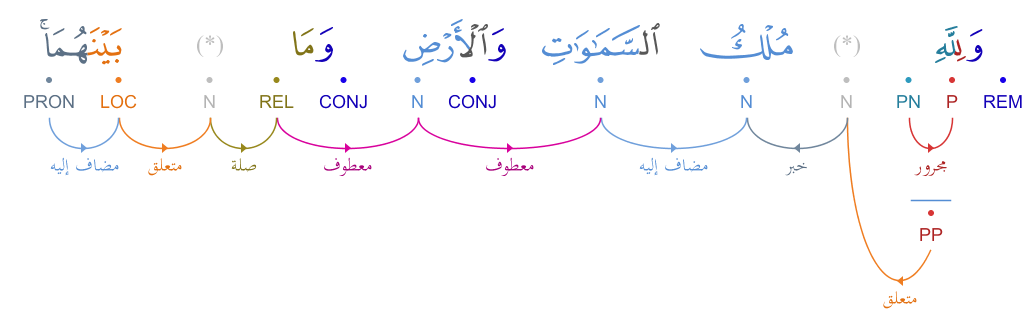 وَلِلَّهِ (*) مُلْكُ ٱلسَّمَـٰوَٰتِ وَٱلْأَرْضِ وَمَا (*) بَيْنَهُمَا ۚ
REM P PN N N N CONJ N CONJ REL N LOC PRON
مجرور خبر مضاف إليه معطوف معطوف صلة متعلق مضاف إليه
PP
متعلق